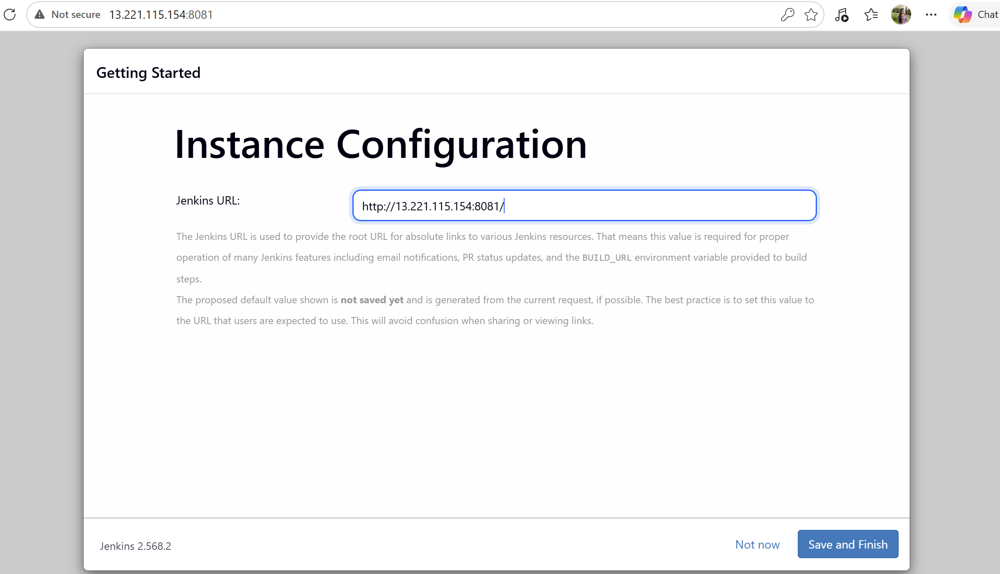 Not secure 13.221.115.154:8081
Chat
Getting Started
Instance Configuration
Jenkins URL:
http://13.221.115.154:8081/
The Jenkins URL is used to provide the root URL for absolute links to various Jenkins resources. That means this value is required for proper
operation of many Jenkins features including email notifications, PR status updates, and the BUILD_URL environment variable provided to build
steps.
The proposed default value shown is not saved yet and is generated from the current request, if possible. The best practice is to set this value to
the URL that users are expected to use. This will avoid confusion when sharing or viewing links.
Jenkins 2.568.2
Not now
Save and Finish